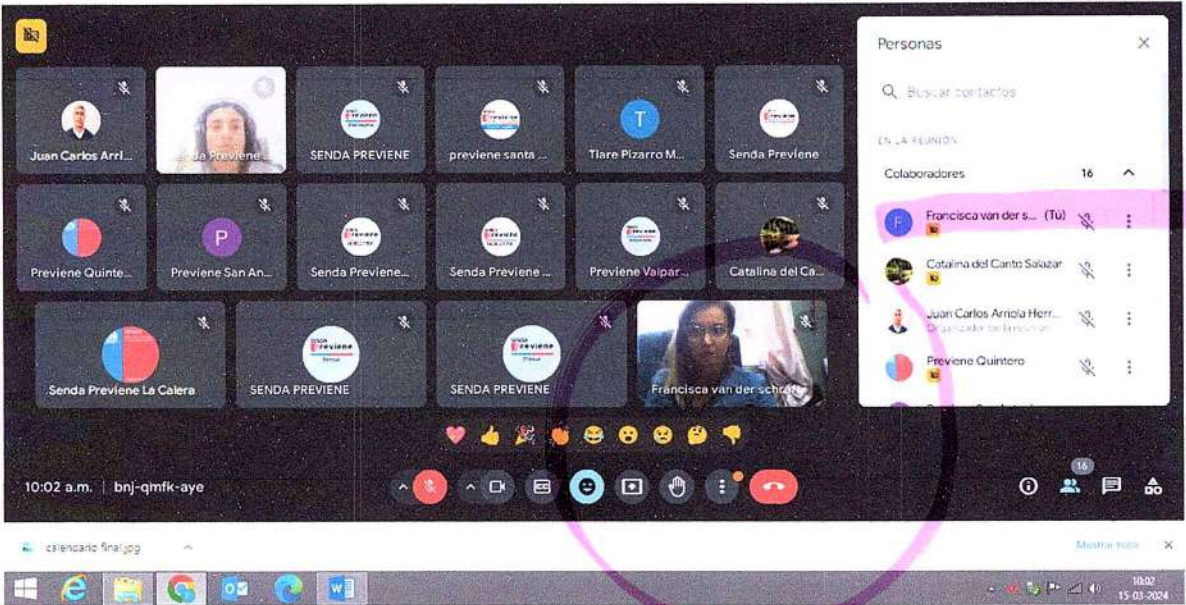 Personas
Buscar contactos
EN LA REUNIÓN
Colaboradores 16
Francisca van der s... (Tú)
Catalina del Canto Salazar
Juan Carlos Arriola Herr...
Organizador de la reunión
Previene Quintero
Juan Carlos Arri...
Previene
SENDA PREVIENE
previene santa ...
T
Tiare Pizarro M...
Senda Previene
Previene Quinte...
P
Previene San An...
Senda Previene...
Senda Previene ...
Previene Valpar...
Catalina del Ca...
Senda Previene La Calera
SENDA PREVIENE
SENDA PREVIENE
Francisca van der
F
10:02 a.m. | bnj-qmfk-aye
CC
16
calendario final.jpg
Mostrar todo
10:02
15-03-2024